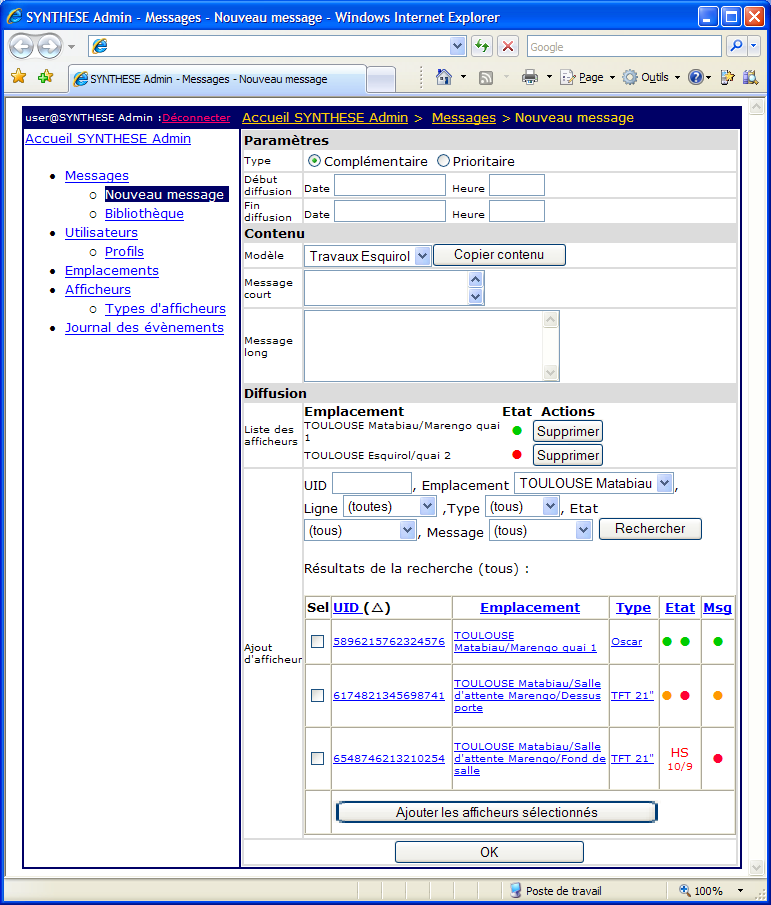 SYNTHESE Admin - Messages - Nouveau message - Windows Internet Explorer
Google
SYNTHESE Admin - Messages - Nouveau message
Page
Outils
user@SYNTHESE Admin :Déconnecter
Accueil SYNTHESE Admin > Messages > Nouveau message
Accueil SYNTHESE Admin
Messages
Nouveau message
Bibliothèque
Utilisateurs
Profils
Emplacements
Afficheurs
Types d'afficheurs
Journal des évènements
Paramètres
Type
Complémentaire Prioritaire
Début
diffusion
Date Heure
Fin
diffusion
Date Heure
Contenu
Modèle
Travaux Esquirol Copier contenu
Message
court
Message
long
Diffusion
Liste des
afficheurs
Emplacement Etat Actions
TOULOUSE Matabiau/Marengo quai
1
Supprimer
TOULOUSE Esquirol/quai 2
Supprimer
Ajout
d'afficheur
UID , Emplacement TOULOUSE Matabiau ,
Ligne (toutes) ,Type (tous) , Etat
(tous) , Message (tous) Rechercher
Résultats de la recherche (tous) :
Sel UID (△) Emplacement Type Etat Msg
5896215762324576
TOULOUSE
Matabiau/Marengo quai 1
Oscar
6174821345698741
TOULOUSE Matabiau/Salle
d'attente Marengo/Dessus
porte
TFT 21"
6548746213210254
TOULOUSE Matabiau/Salle
d'attente Marengo/Fond de
salle
TFT 21"
HS
10/9
Ajouter les afficheurs sélectionnés
OK
Poste de travail
100%